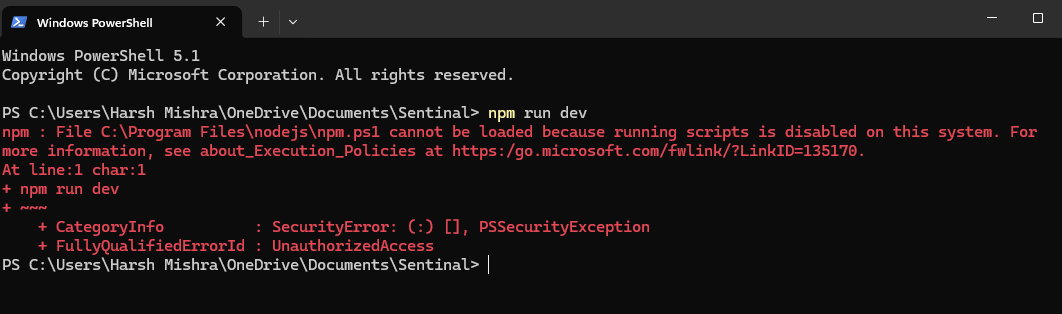 Windows PowerShell
Windows PowerShell 5.1
Copyright (C) Microsoft Corporation. All rights reserved.
PS C:\Users\Harsh Mishra\OneDrive\Documents\Sentinal> npm run dev
npm : File C:\Program Files\nodejs\npm.ps1 cannot be loaded because running scripts is disabled on this system. For
more information, see about_Execution_Policies at https:/go.microsoft.com/fwlink/?LinkID=135170.
At line:1 char:1
+ npm run dev
+ ~~~
    + CategoryInfo          : SecurityError: (:) [], PSSecurityException
    + FullyQualifiedErrorId : UnauthorizedAccess
PS C:\Users\Harsh Mishra\OneDrive\Documents\Sentinal>